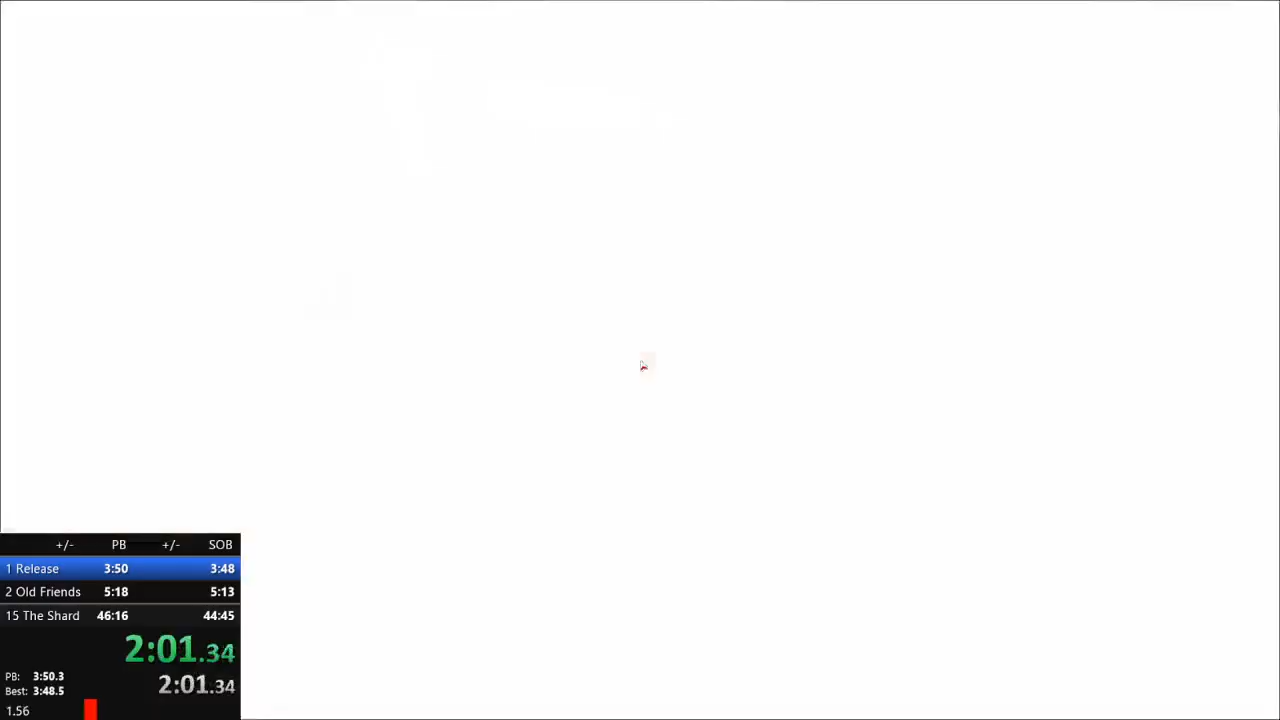 +/- PB +/- SOB
1 Release 3:50 3:48
2 Old Friends 5:18 5:13
15 The Shard 46:16 44:45
2:01.34
PB: 3:50.3
Best: 3:48.5
2:01.34
1.56